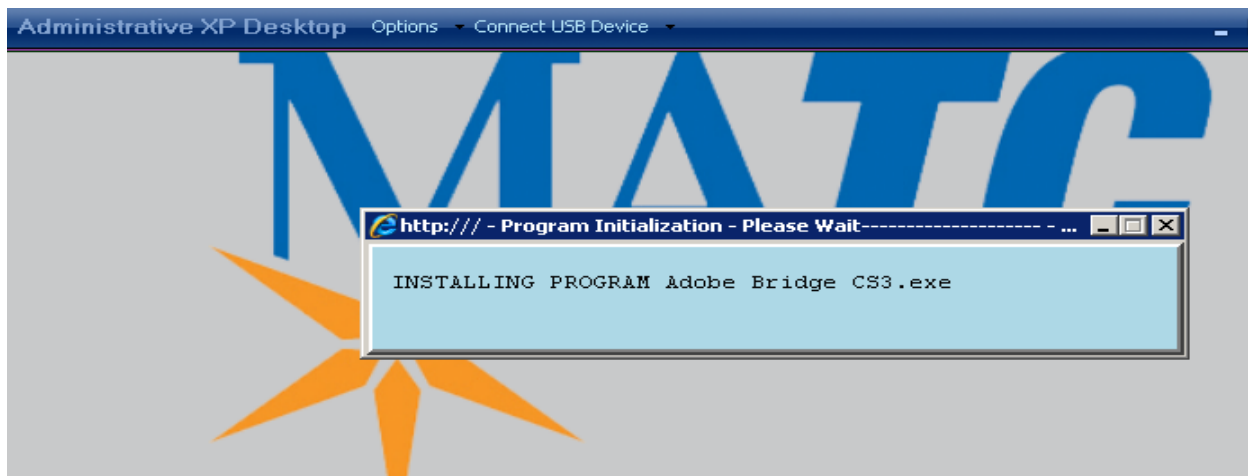 Administrative XP Desktop Options Connect USB Device
MATC
http:/// - Program Initialization - Please Wait-------------------- - ...
INSTALLING PROGRAM Adobe Bridge CS3.exe